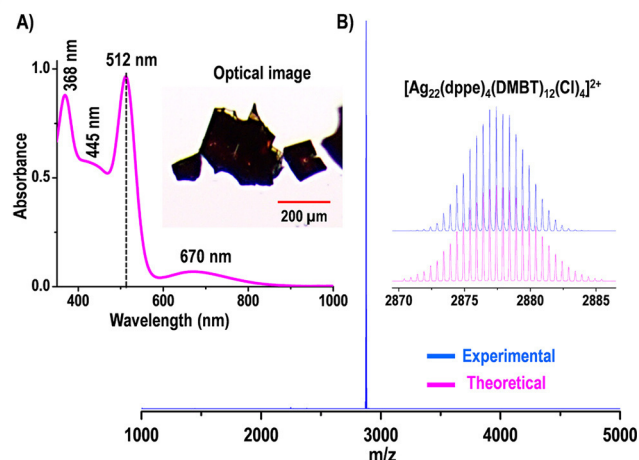 A)
368 nm
445 nm
512 nm
670 nm
Optical image
200 µm
1.0
0.5
0.0
Absorbance
400
600
800
1000
Wavelength (nm)
B)
[Ag₂₂(dppe)₄(DMBT)₁₂(Cl)₄]²⁺
2870
2875
2880
2885
Experimental
Theoretical
1000
2000
3000
4000
5000
m/z